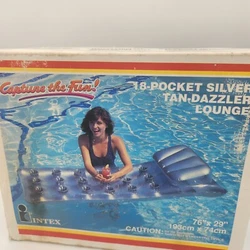 Capture the Fun!
18-POCKET SILVER
TAN-DAZZLER
LOUNGE
76" x 29"
193cm x 74cm
CAUTION:
INTEX